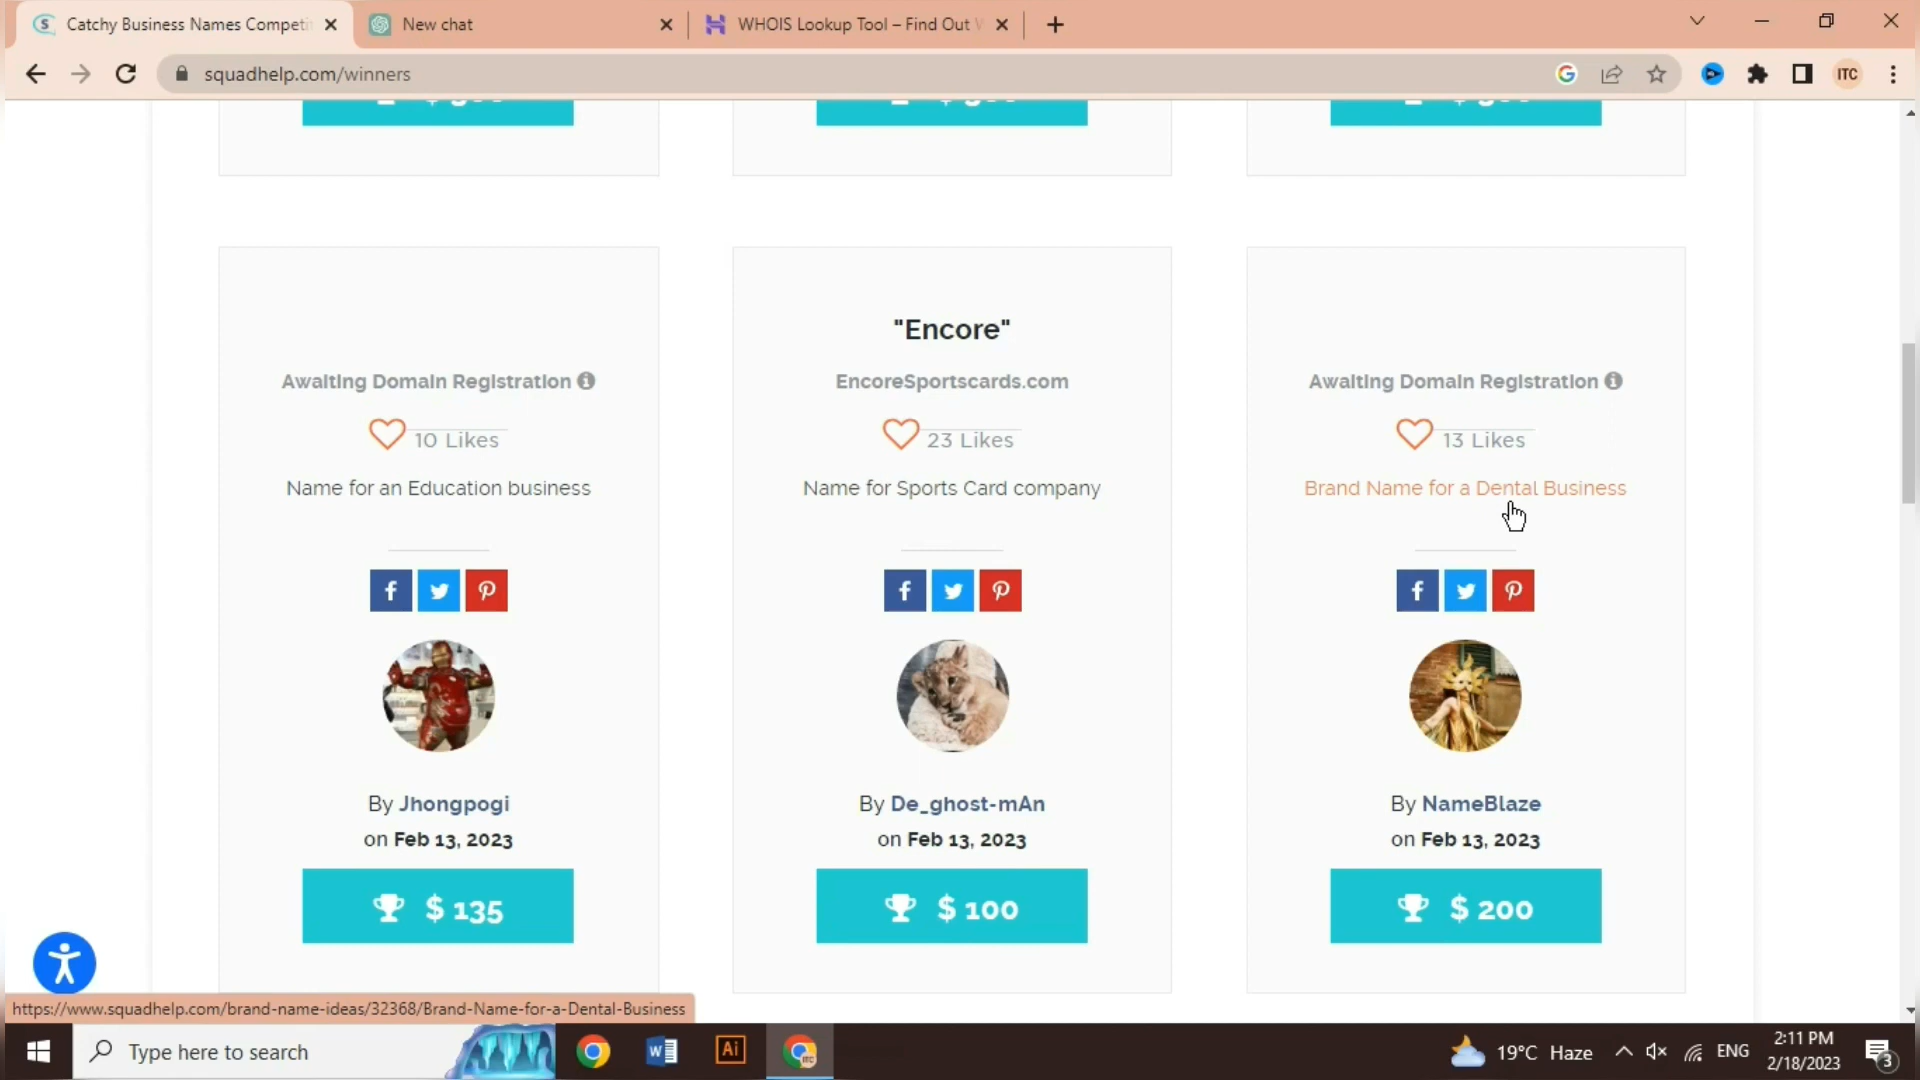 Catchy Business Names Competi
New chat
WHOIS Lookup Tool – Find Out
squadhelp.com/winners
ITC
Awaiting Domain Registration
10 Likes
Name for an Education business
By Jhongpogi
on Feb 13, 2023
$ 135
"Encore"
EncoreSportscards.com
23 Likes
Name for Sports Card company
By De_ghost-mAn
on Feb 13, 2023
$ 100
Awaiting Domain Registration
13 Likes
Brand Name for a Dental Business
By NameBlaze
on Feb 13, 2023
$ 200
https://www.squadhelp.com/brand-name-ideas/32368/Brand-Name-for-a-Dental-Business
Type here to search
19°C Haze
ENG
2:11 PM
2/18/2023
3